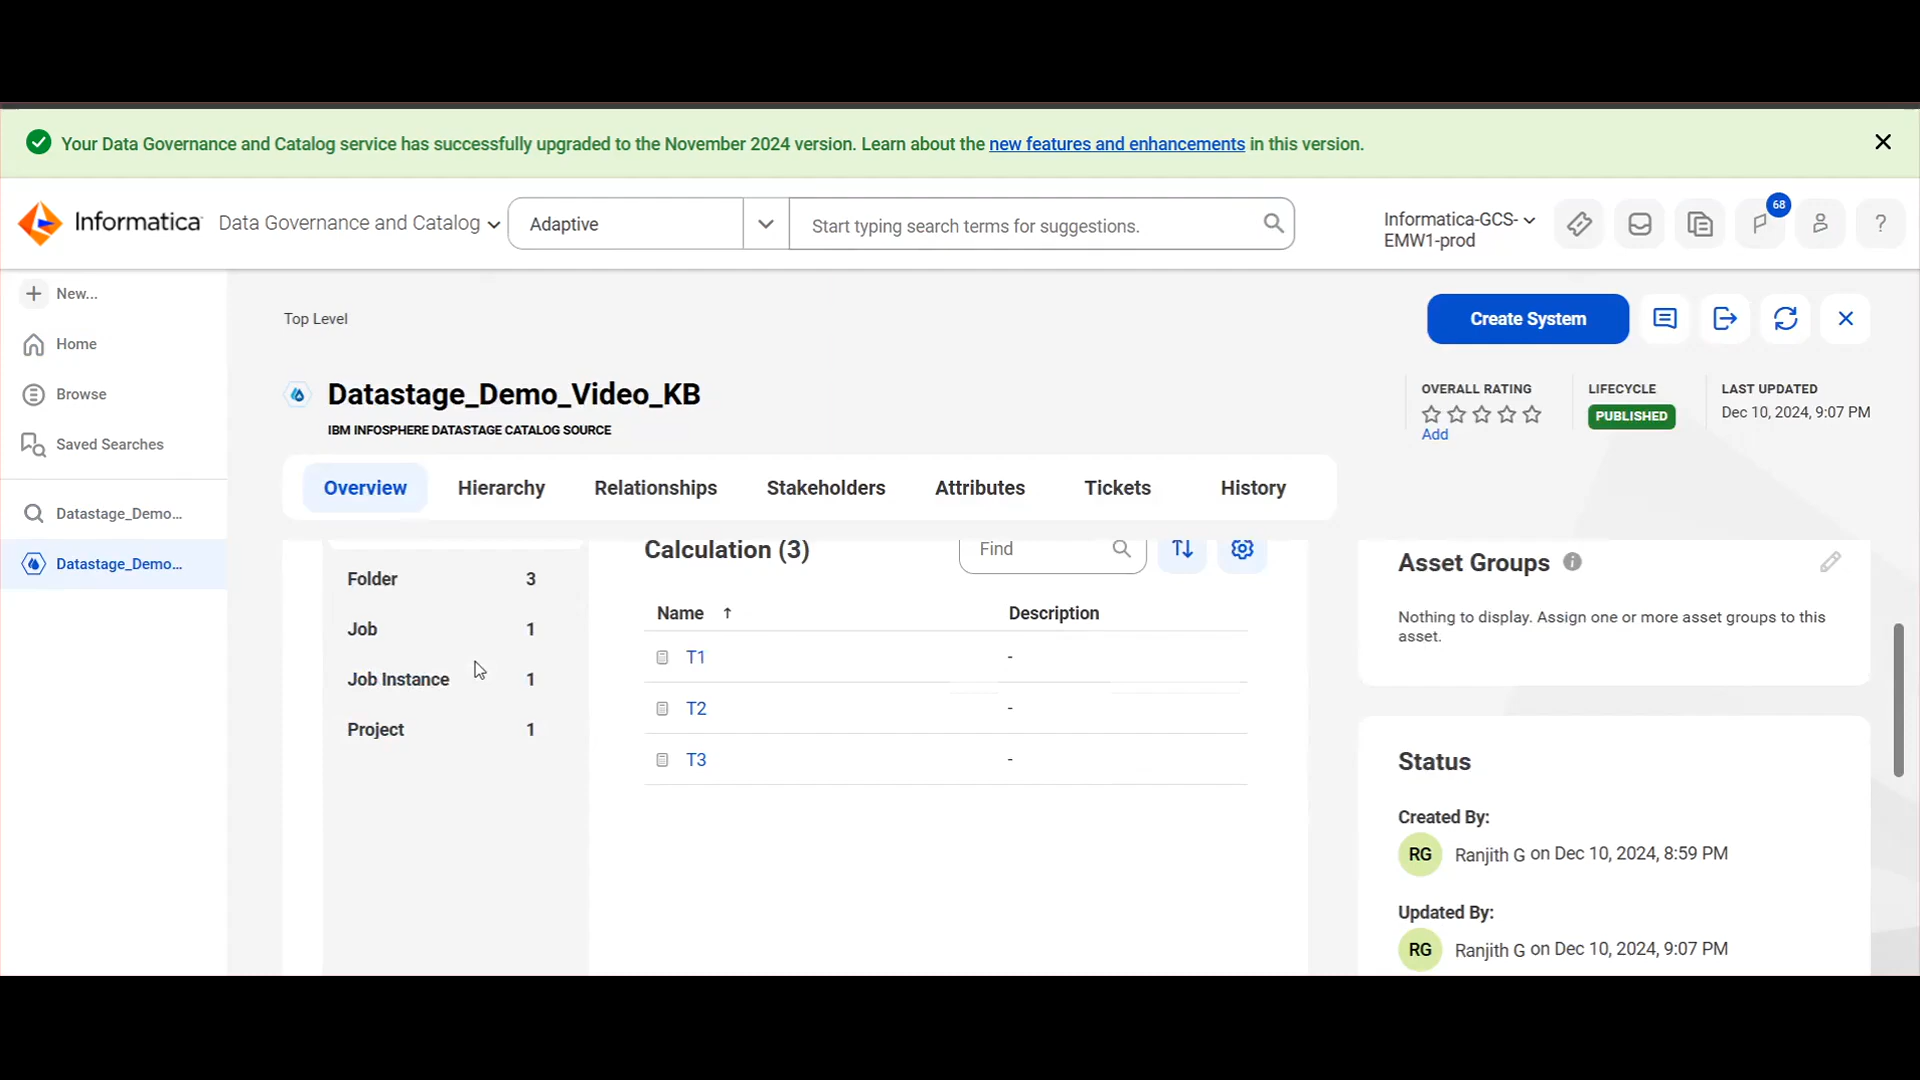 Your Data Governance and Catalog service has successfully upgraded to the November 2024 version. Learn about the new features and enhancements in this version.
Informatica Data Governance and Catalog
Adaptive
Start typing search terms for suggestions.
Informatica-GCS-
EMW1-prod
68
?
New...
Home
Browse
Saved Searches
Datastage_Demo...
Datastage_Demo...
Top Level
Create System
Datastage_Demo_Video_KB
IBM INFOSPHERE DATASTAGE CATALOG SOURCE
OVERALL RATING
Add
LIFECYCLE
PUBLISHED
LAST UPDATED
Dec 10, 2024, 9:07 PM
Overview Hierarchy Relationships Stakeholders Attributes Tickets History
Folder 3
Job 1
Job Instance 1
Project 1
Calculation (3)
Find
Name ↑ Description
T1 -
T2 -
T3 -
Asset Groups
Nothing to display. Assign one or more asset groups to this
asset.
Status
Created By:
RG Ranjith G on Dec 10, 2024, 8:59 PM
Updated By:
RG Ranjith G on Dec 10, 2024, 9:07 PM